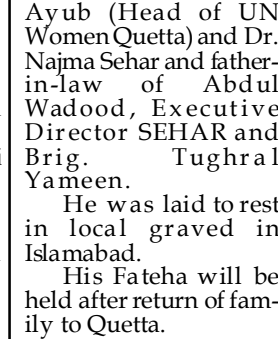 Ayub (Head of UN
Women Quetta) and Dr.
Najma Sehar and father-
in-law of Abdul
Wadood, Executive
Director SEHAR and
Brig. Tughral
Yameen.
He was laid to rest
in local graved in
Islamabad.
His Fateha will be
held after return of fam-
ily to Quetta.